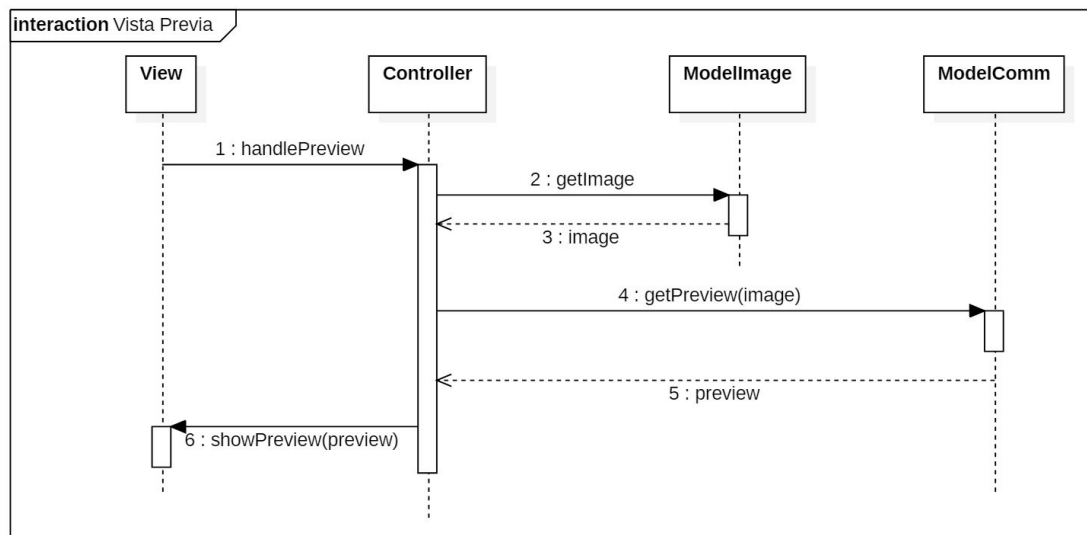 interaction Vista Previa
View
Controller
ModelImage
ModelComm
1 : handlePreview
2 : getImage
3 : image
4 : getPreview(image)
5 : preview
6 : showPreview(preview)